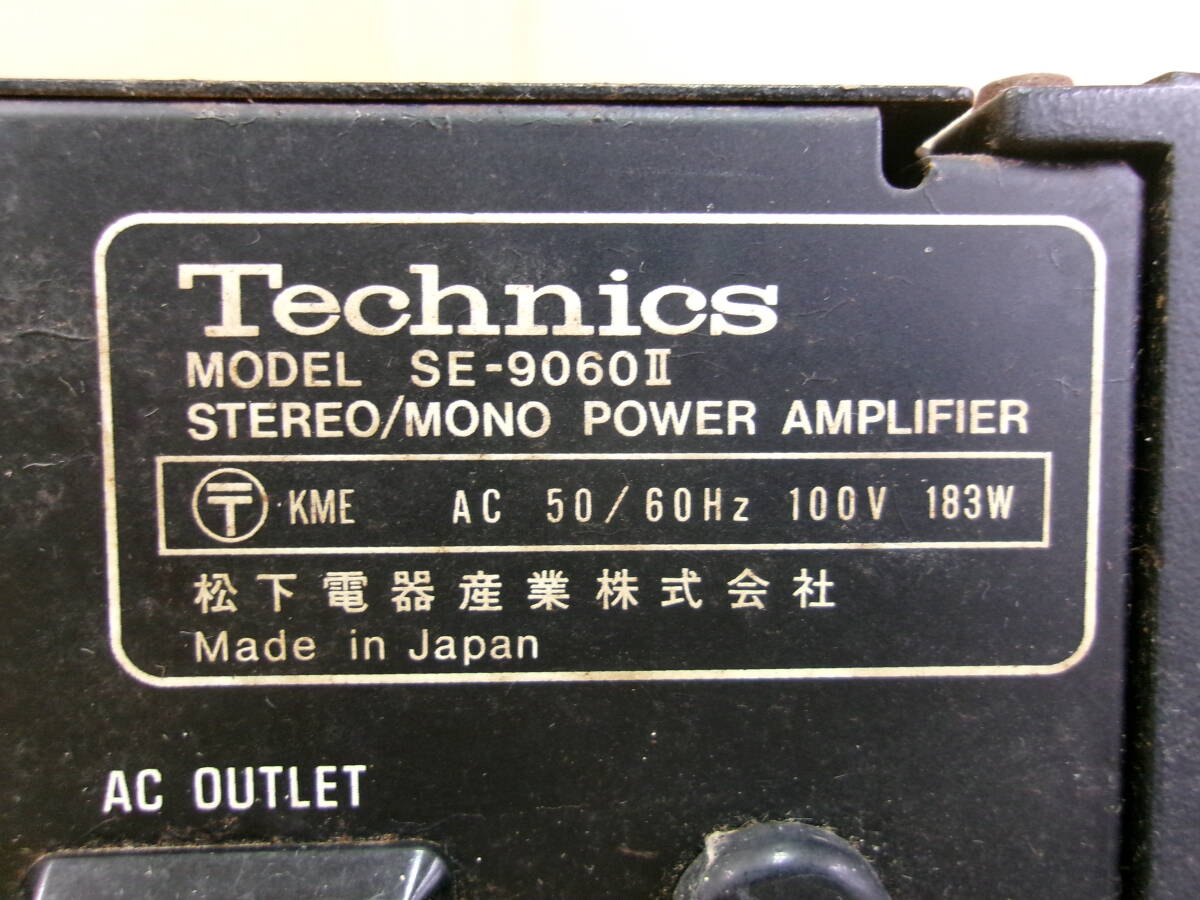 Technics
MODEL SE-9060Ⅱ
STEREO/MONO POWER AMPLIFIER
〶 KME AC 50/60Hz 100V 183W
松下電器産業株式会社
Made in Japan
AC OUTLET